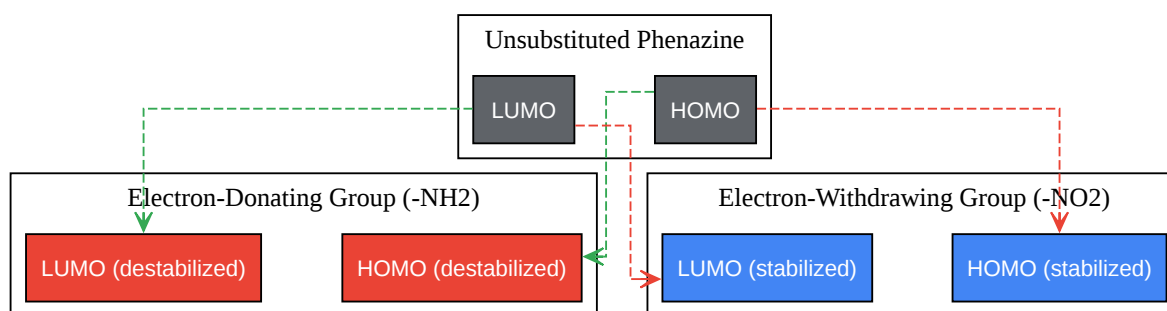 Unsubstituted Phenazine
LUMO
HOMO
Electron-Donating Group (-NH2)
Electron-Withdrawing Group (-NO2)
LUMO (destabilized)
HOMO (destabilized)
LUMO (stabilized)
HOMO (stabilized)